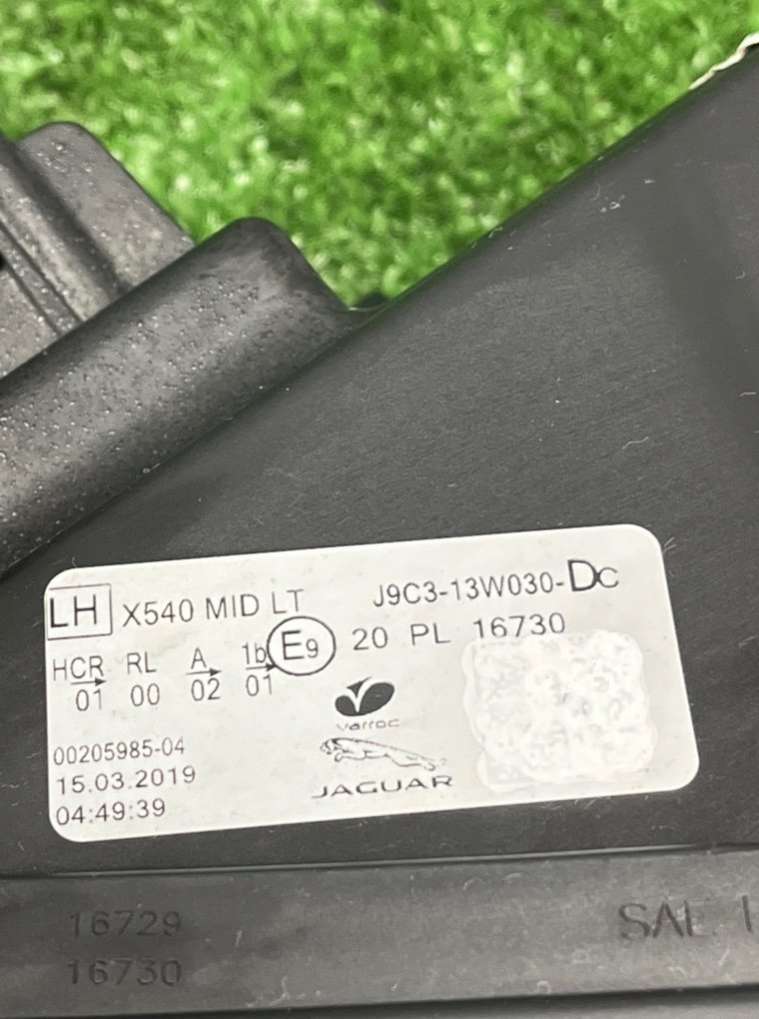 LH X540 MID LT J9C3-13W030-DC
HCR RL A 1b E9 20 PL 16730
01 00 02 01
varroc
00205985-04
15.03.2019
JAGUAR
04:49:39
16729
SAE
16730